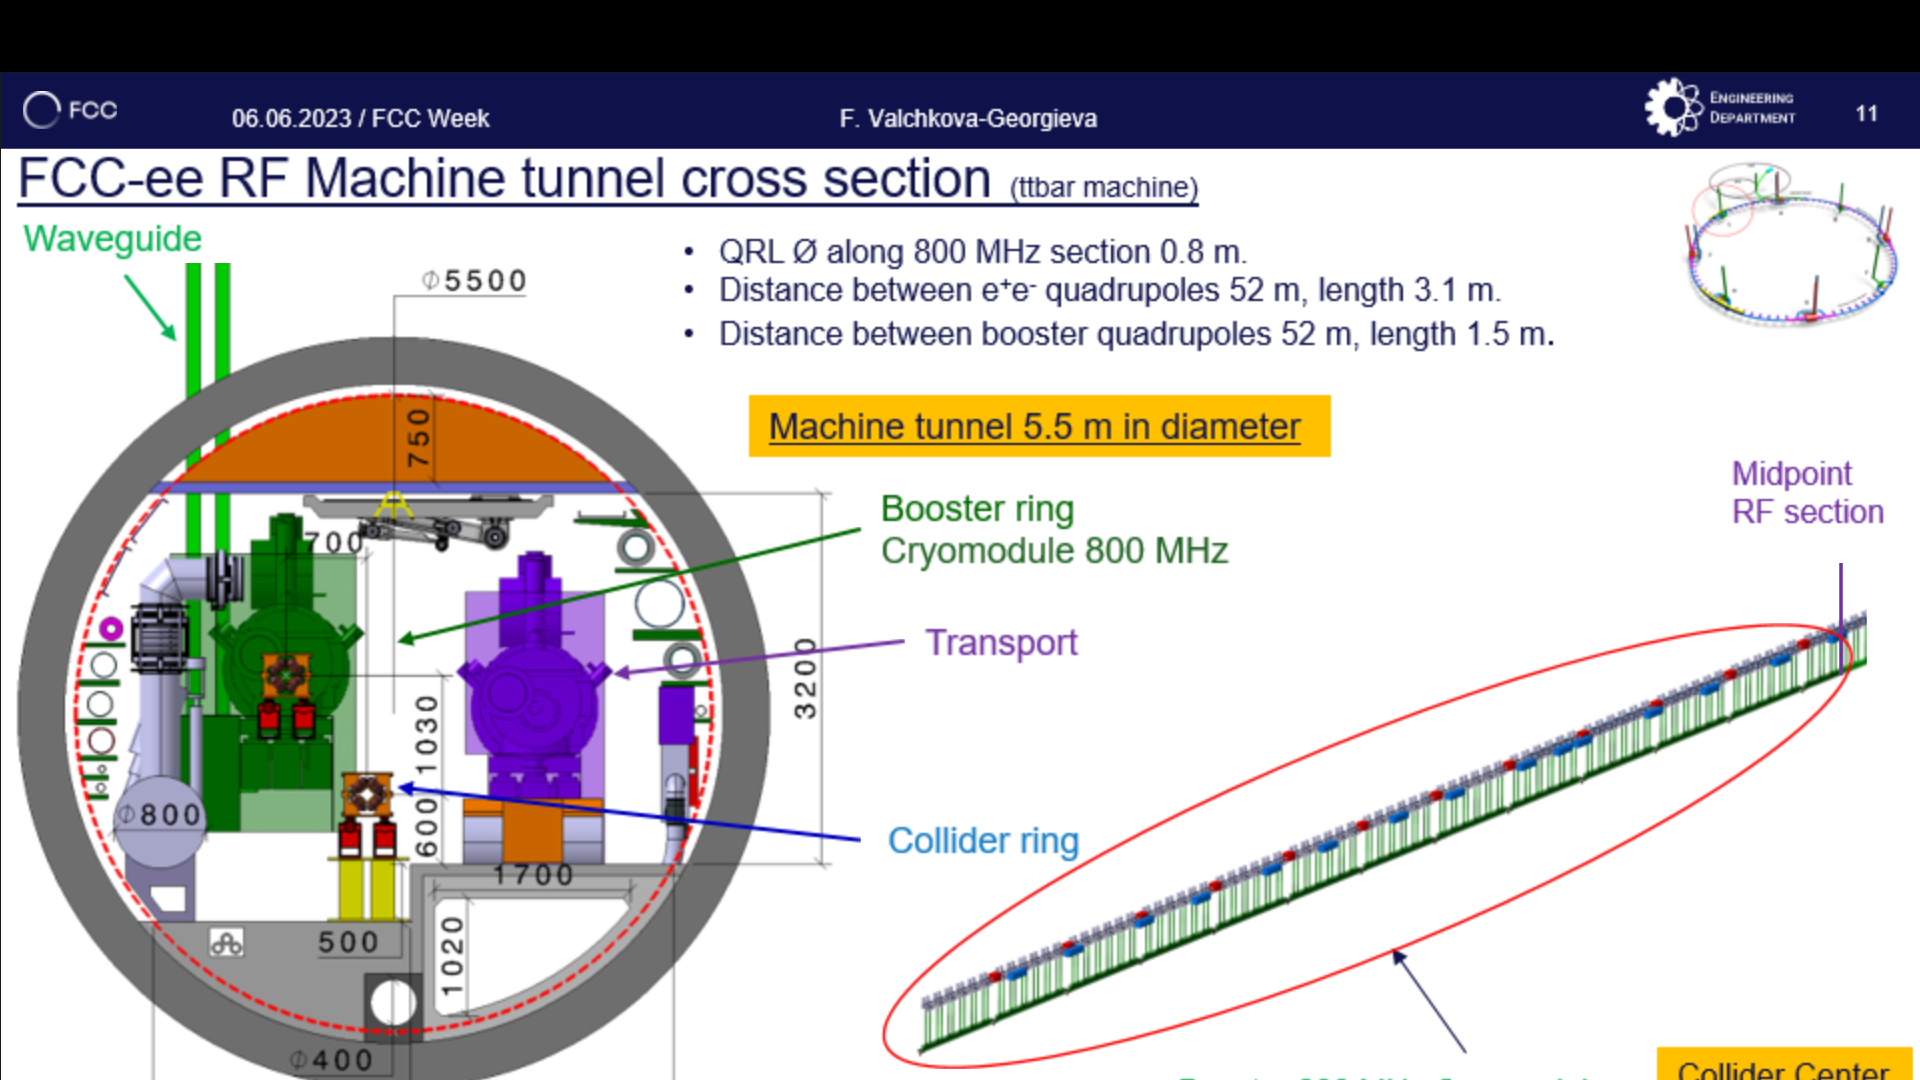 FCC
06.06.2023 / FCC Week
F. Valchkova-Georgieva
ENGINEERING
DEPARTMENT
11
FCC-ee RF Machine tunnel cross section (ttbar machine)
Waveguide
• QRL Ø along 800 MHz section 0.8 m.
• Distance between e⁺e⁻ quadrupoles 52 m, length 3.1 m.
• Distance between booster quadrupoles 52 m, length 1.5 m.
Machine tunnel 5.5 m in diameter
Midpoint
RF section
Booster ring
Cryomodule 800 MHz
Transport
Collider ring
Collider Center
∅5500
750
700
3200
1030
600
∅800
1700
500
1020
∅400